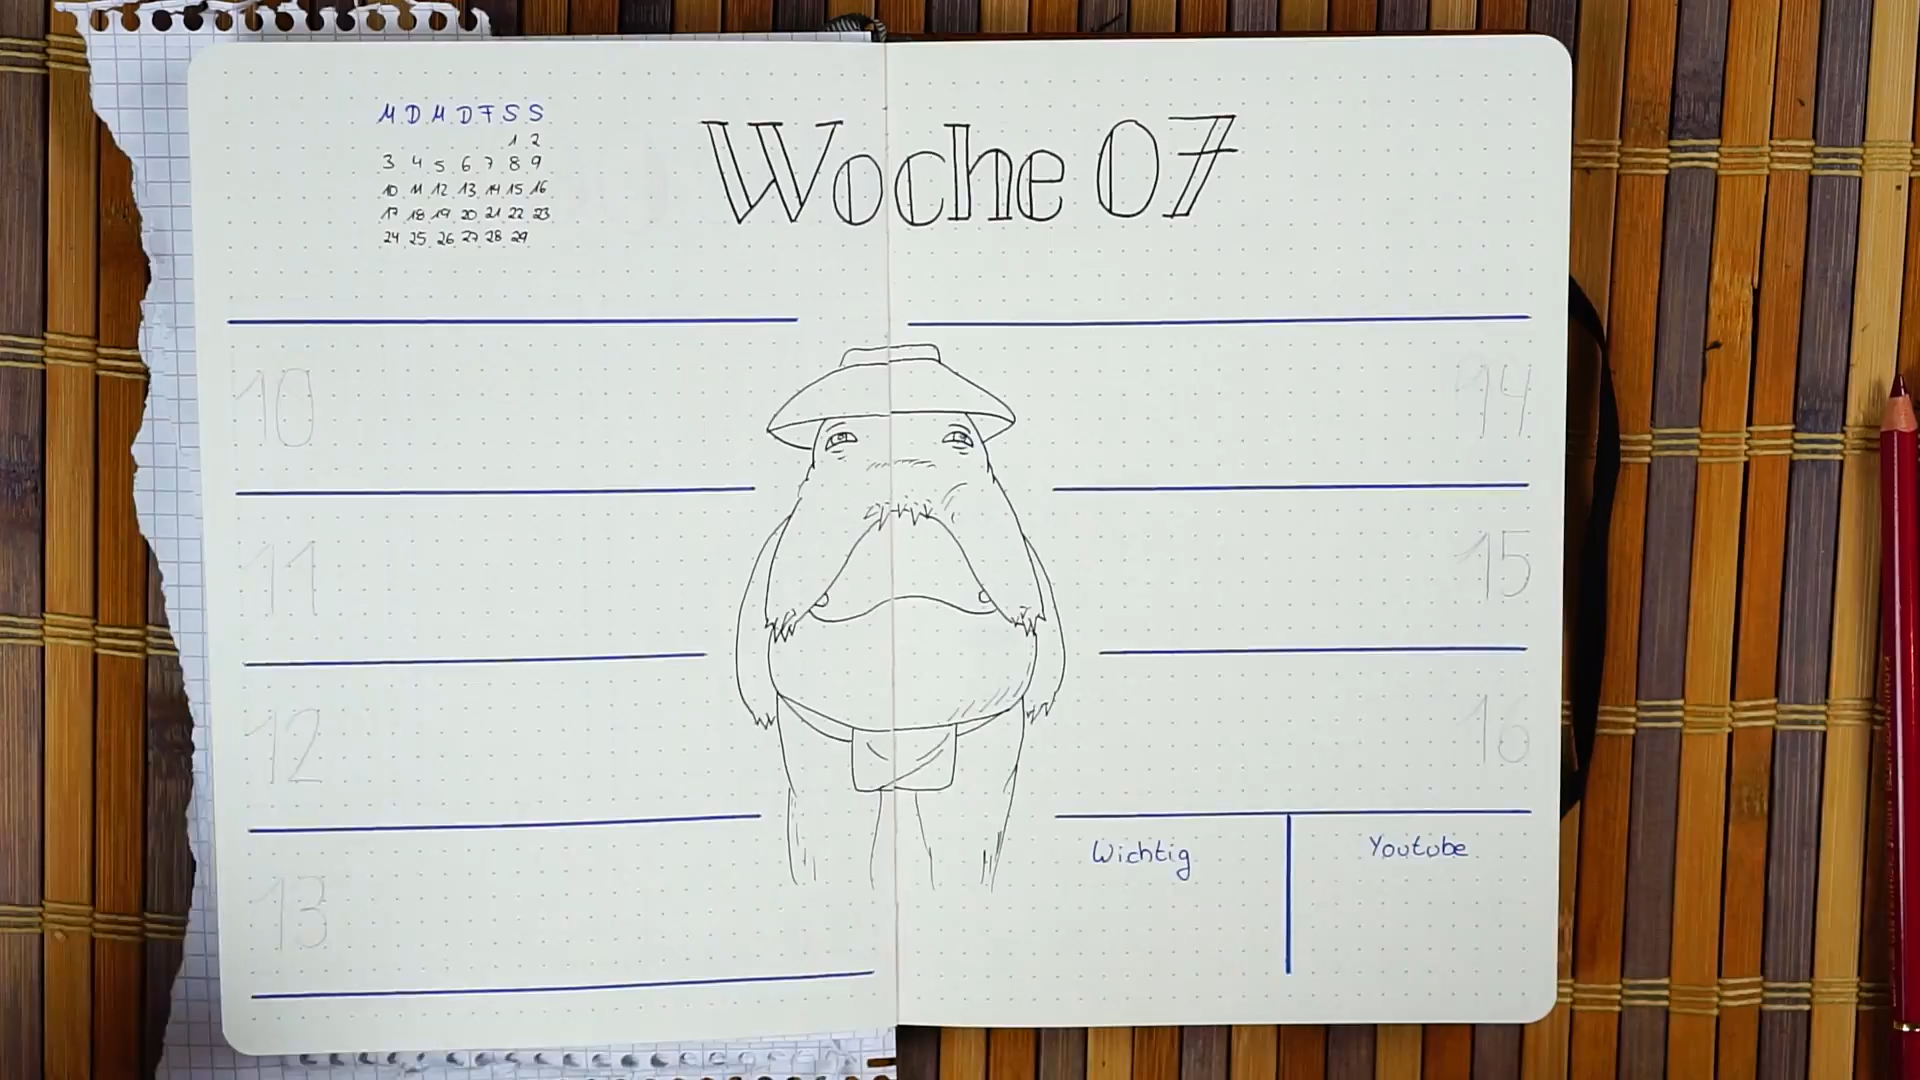 M D M D F S S
1 2
3 4 5 6 7 8 9
10 11 12 13 14 15 16
17 18 19 20 21 22 23
24 25 26 27 28 29
Woche 07
10
11
12
13
14
15
16
Wichtig
Youtube